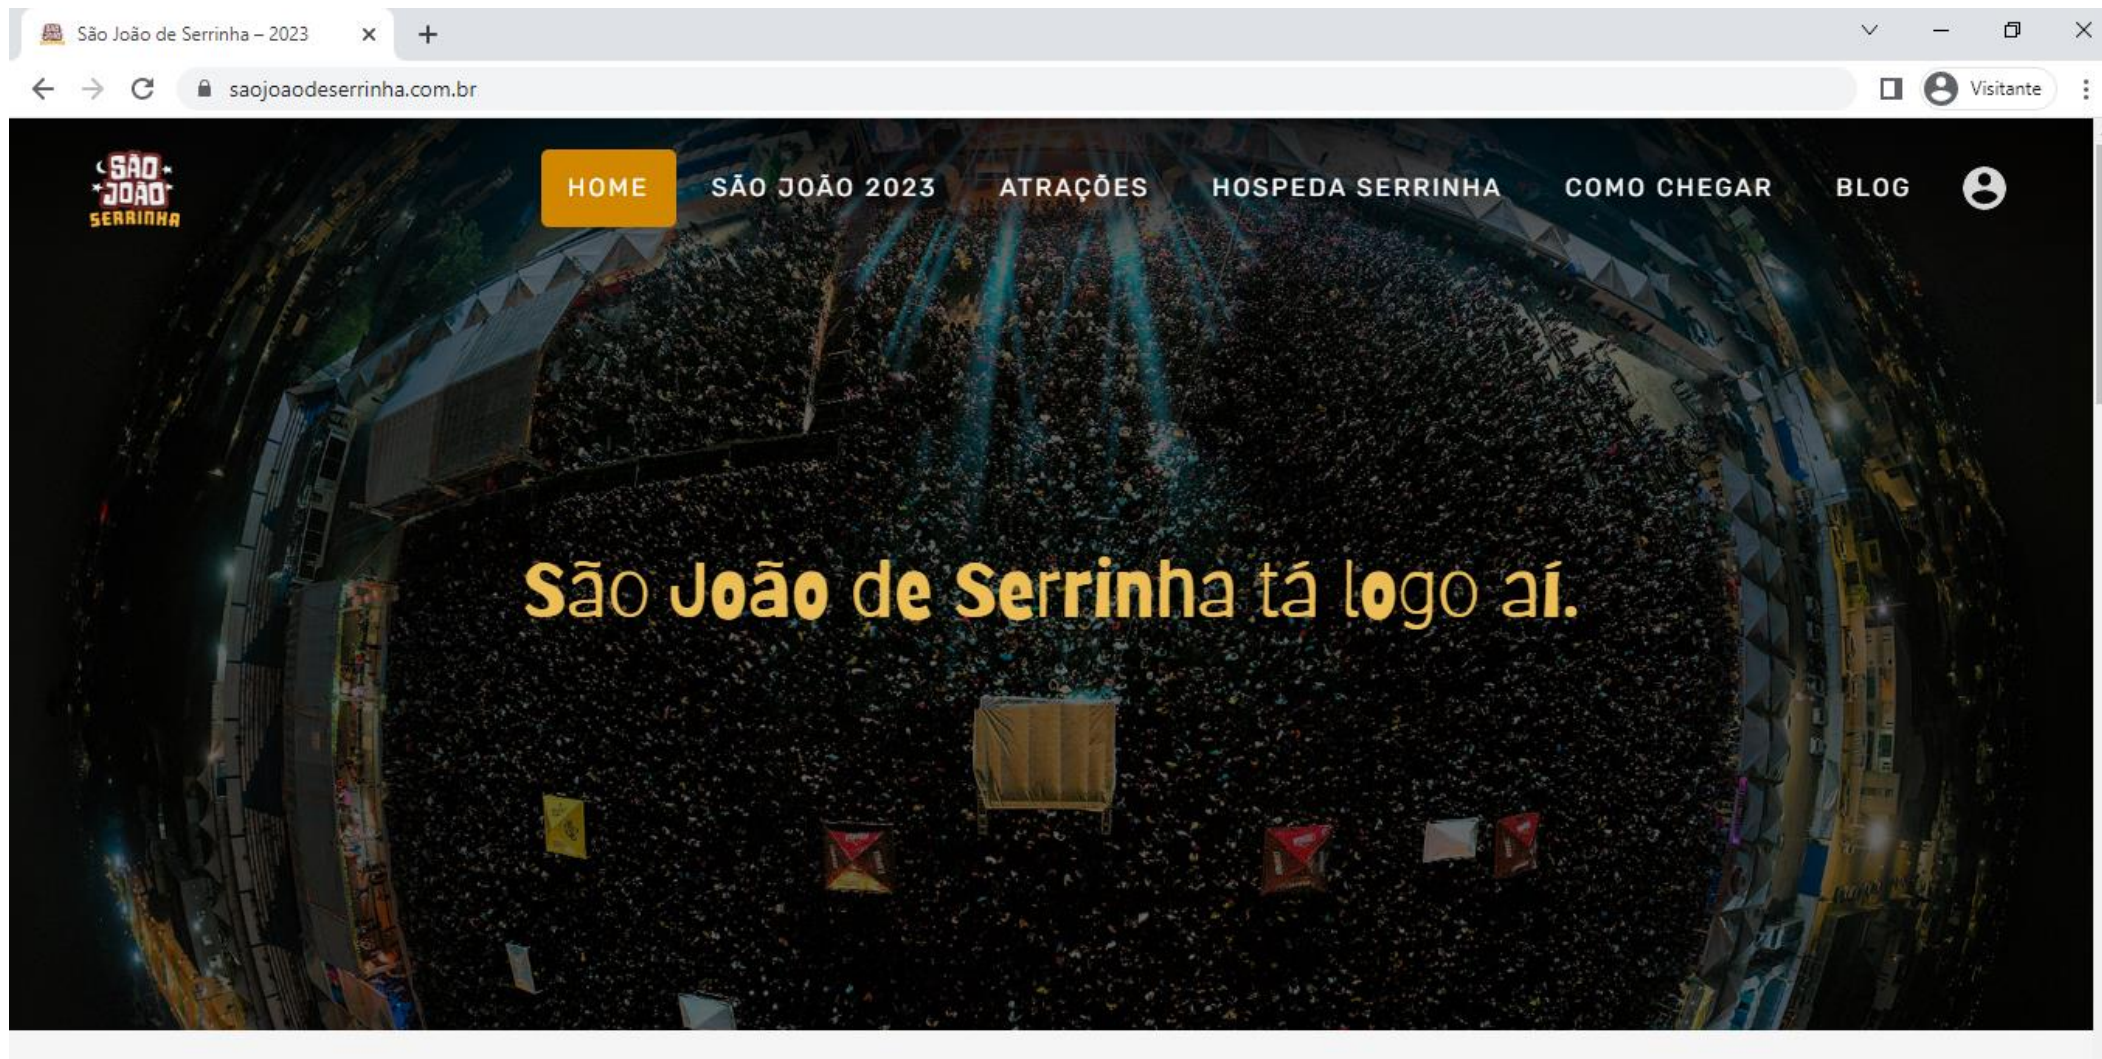 São João de Serrinha – 2023
saojoaodeserrinha.com.br
Visitante
SÃO
JOÃO
SERRINHA
HOME SÃO JOÃO 2023 ATRAÇÕES HOSPEDA SERRINHA COMO CHEGAR BLOG
São João de Serrinha tá logo aí.